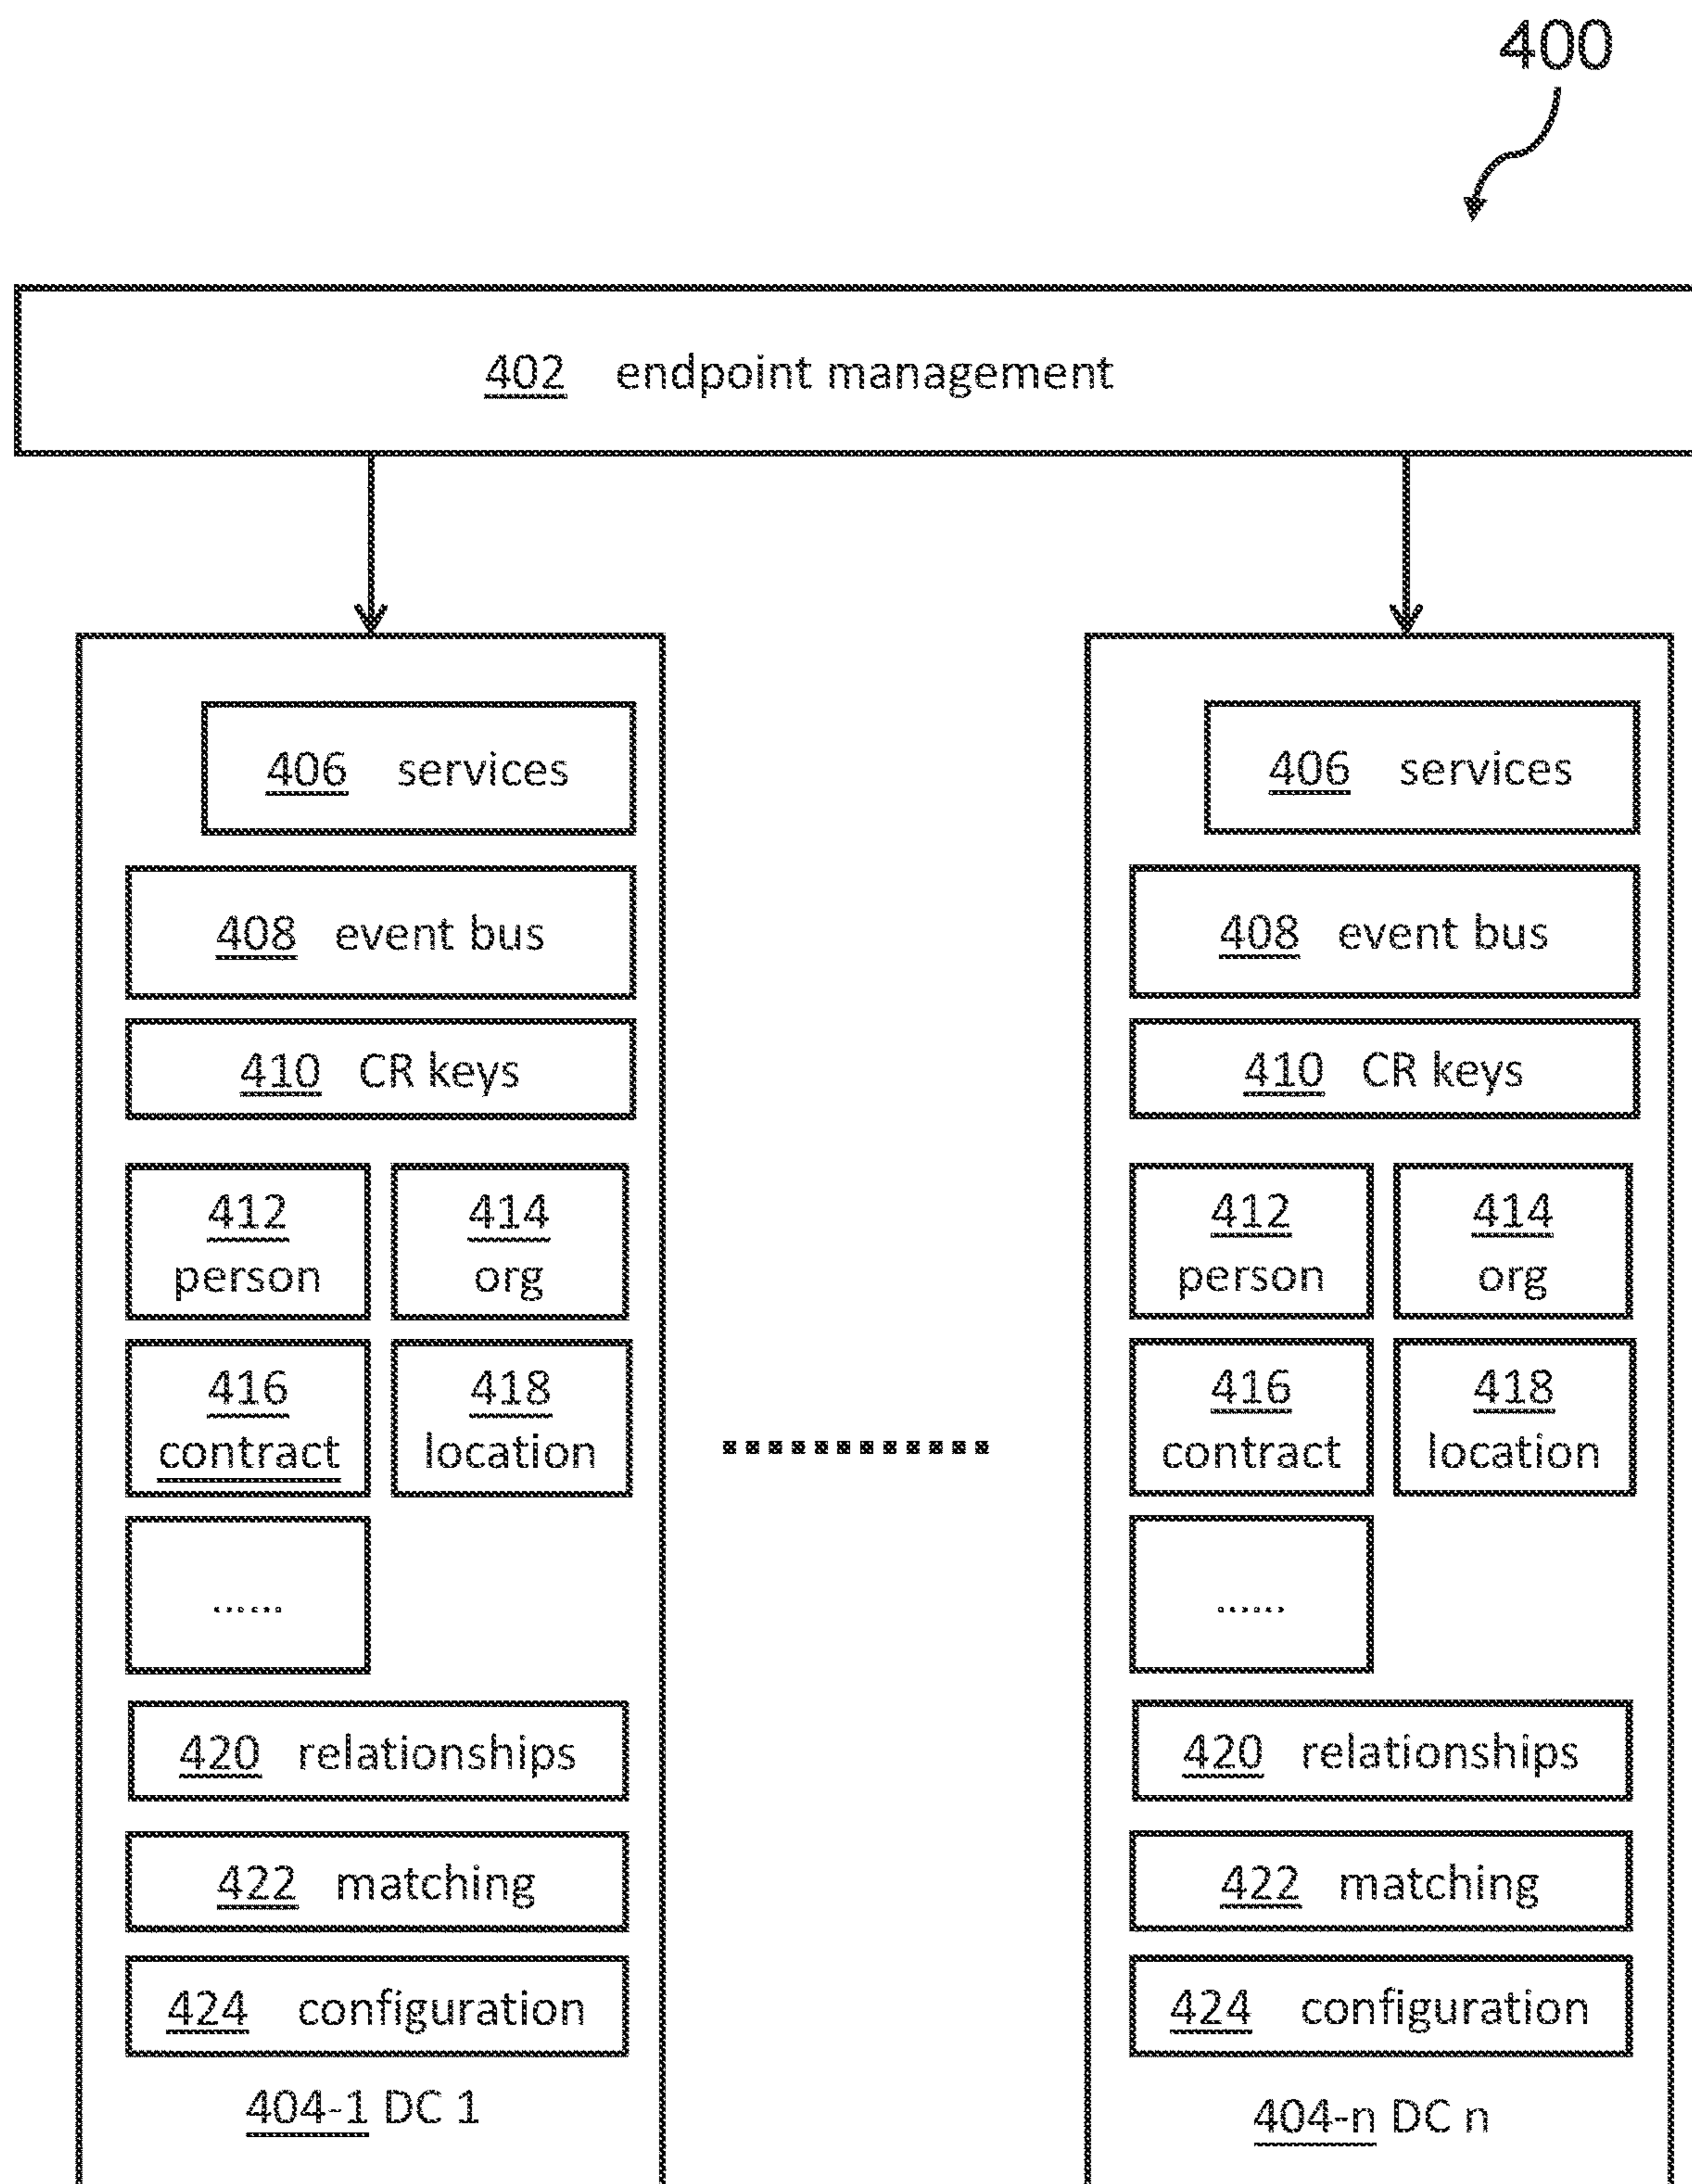 400
402 endpoint management
406 services
408 event bus
410 CR keys
412
person
414
org
416
contract
418
location
......
420 relationships
422 matching
424 configuration
404-1 DC 1
............
406 services
408 event bus
410 CR keys
412
person
414
org
416
contract
418
location
......
420 relationships
422 matching
424 configuration
404-n DC n